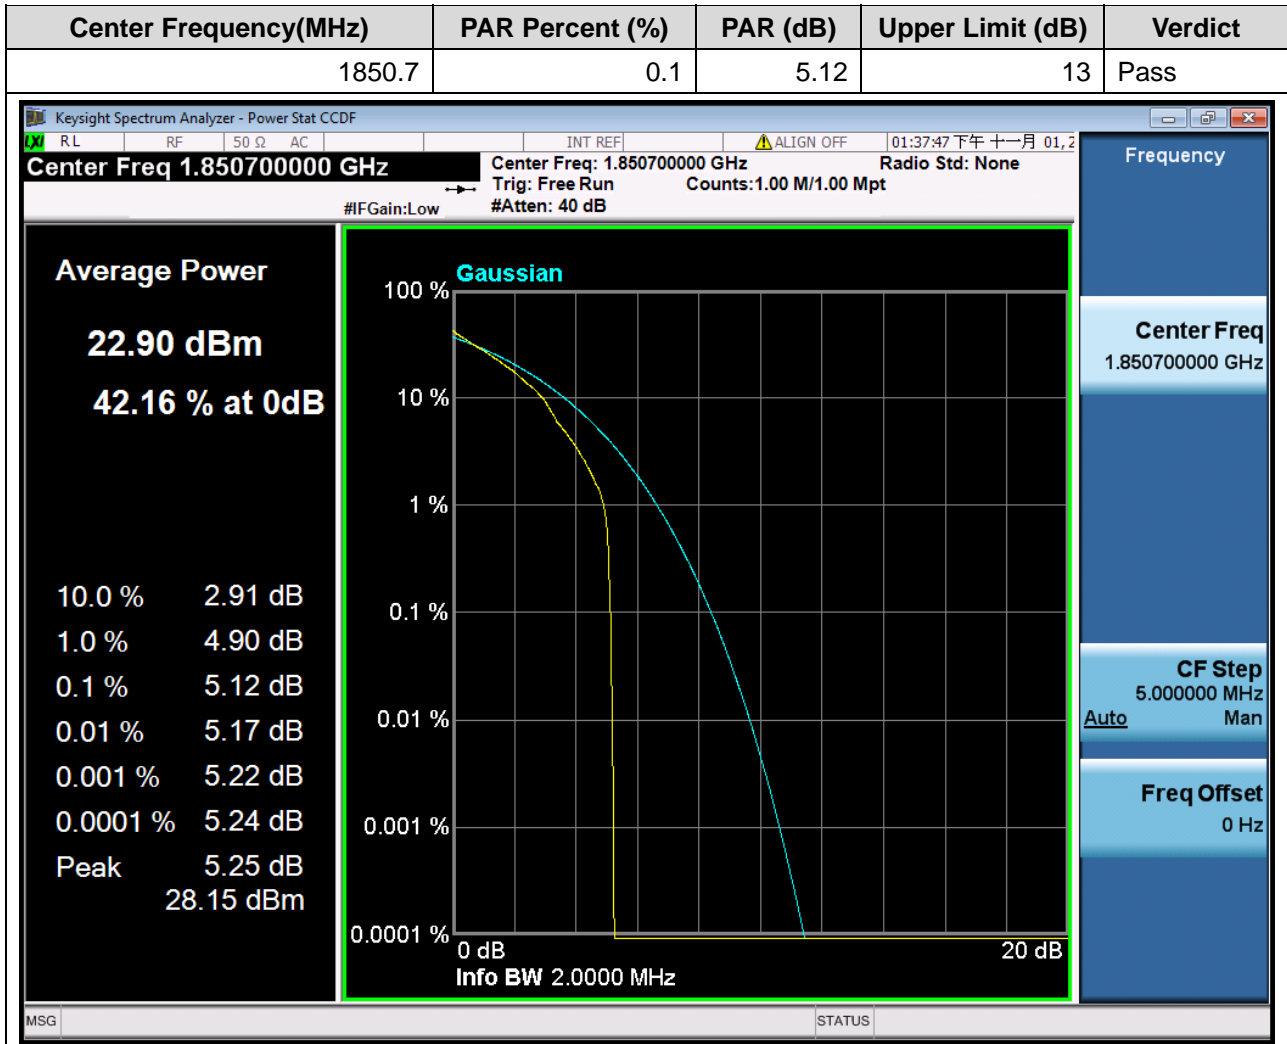 Center Frequency(MHz) PAR Percent (%) PAR (dB) Upper Limit (dB) Verdict
1850.7 0.1 5.12 13 Pass
Keysight Spectrum Analyzer - Power Stat CCDF
LXI RL RF 50 Ω AC INT REF ALIGN OFF 01:37:47 下午 十一月 01, 2
Center Freq 1.850700000 GHz
Center Freq: 1.850700000 GHz Radio Std: None
Trig: Free Run Counts:1.00 M/1.00 Mpt
#IFGain:Low #Atten: 40 dB
Average Power
22.90 dBm
42.16 % at 0dB
10.0 % 2.91 dB
1.0 % 4.90 dB
0.1 % 5.12 dB
0.01 % 5.17 dB
0.001 % 5.22 dB
0.0001 % 5.24 dB
Peak 5.25 dB
28.15 dBm
Gaussian
100 %
10 %
1 %
0.1 %
0.01 %
0.001 %
0.0001 %
0 dB 20 dB
Info BW 2.0000 MHz
Frequency
Center Freq
1.850700000 GHz
CF Step
5.000000 MHz
Auto Man
Freq Offset
0 Hz
MSG STATUS